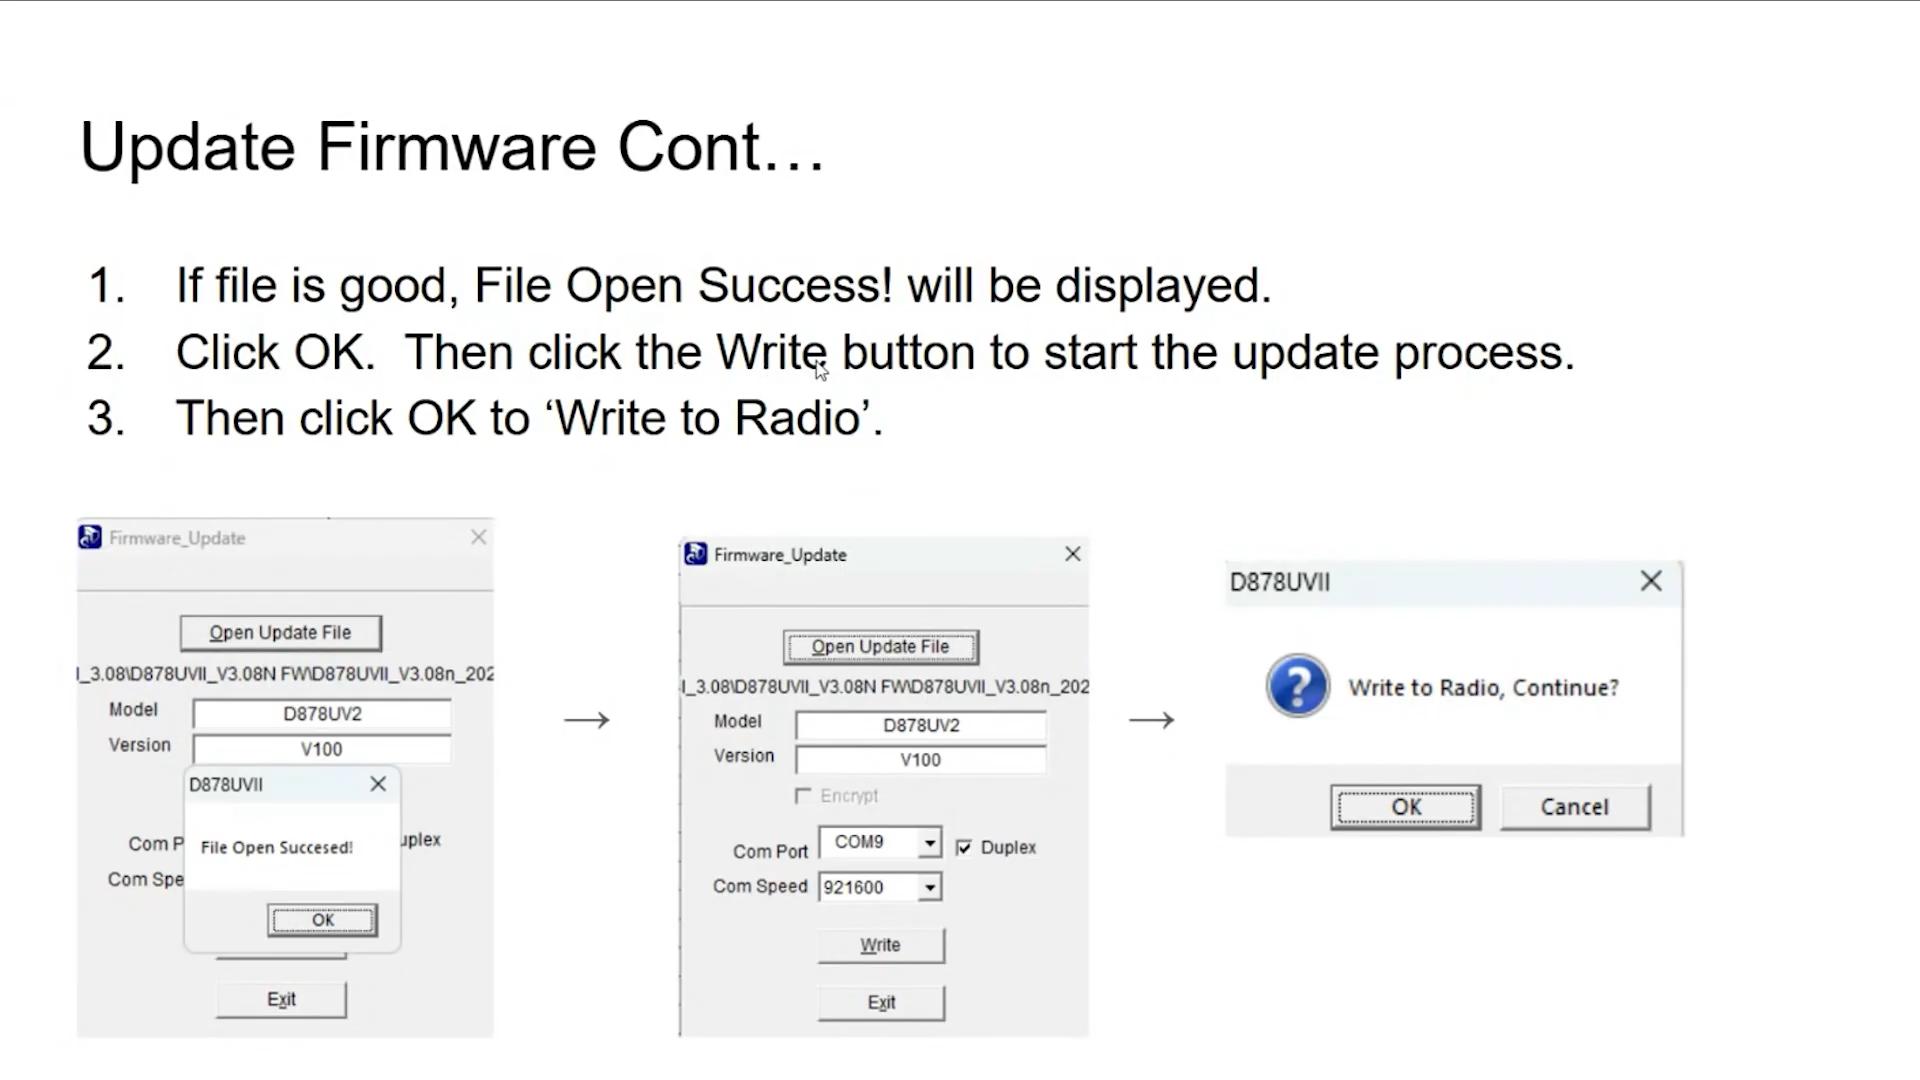 Update Firmware Cont…
1. If file is good, File Open Success! will be displayed.
2. Click OK. Then click the Write button to start the update process.
3. Then click OK to ‘Write to Radio’.
Firmware_Update
Open Update File
I_3.08\D878UVII_V3.08N FW\D878UVII_V3.08n_202
Model D878UV2
Version V100
D878UVII
Com P File Open Succesed! uplex
Com Spe
OK
Exit
→
Firmware_Update
Open Update File
I_3.08\D878UVII_V3.08N FW\D878UVII_V3.08n_202
Model D878UV2
Version V100
Encrypt
Com Port COM9 Duplex
Com Speed 921600
Write
Exit
→
D878UVII
Write to Radio, Continue?
OK Cancel